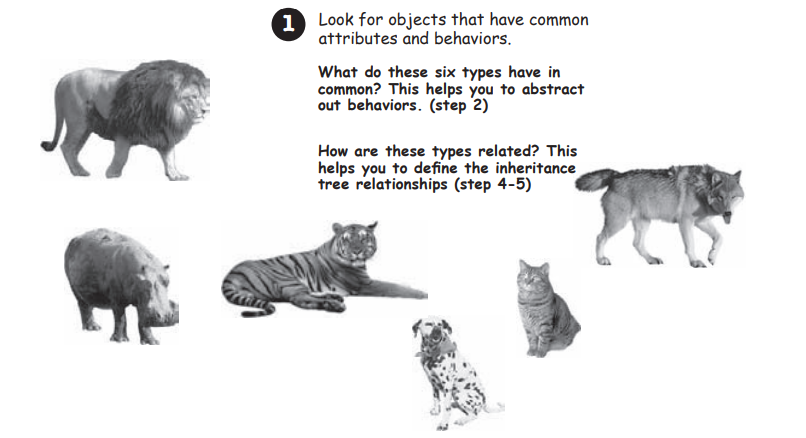 1
Look for objects that have common
attributes and behaviors.
What do these six types have in
common? This helps you to abstract
out behaviors. (step 2)
How are these types related? This
helps you to define the inheritance
tree relationships (step 4-5)